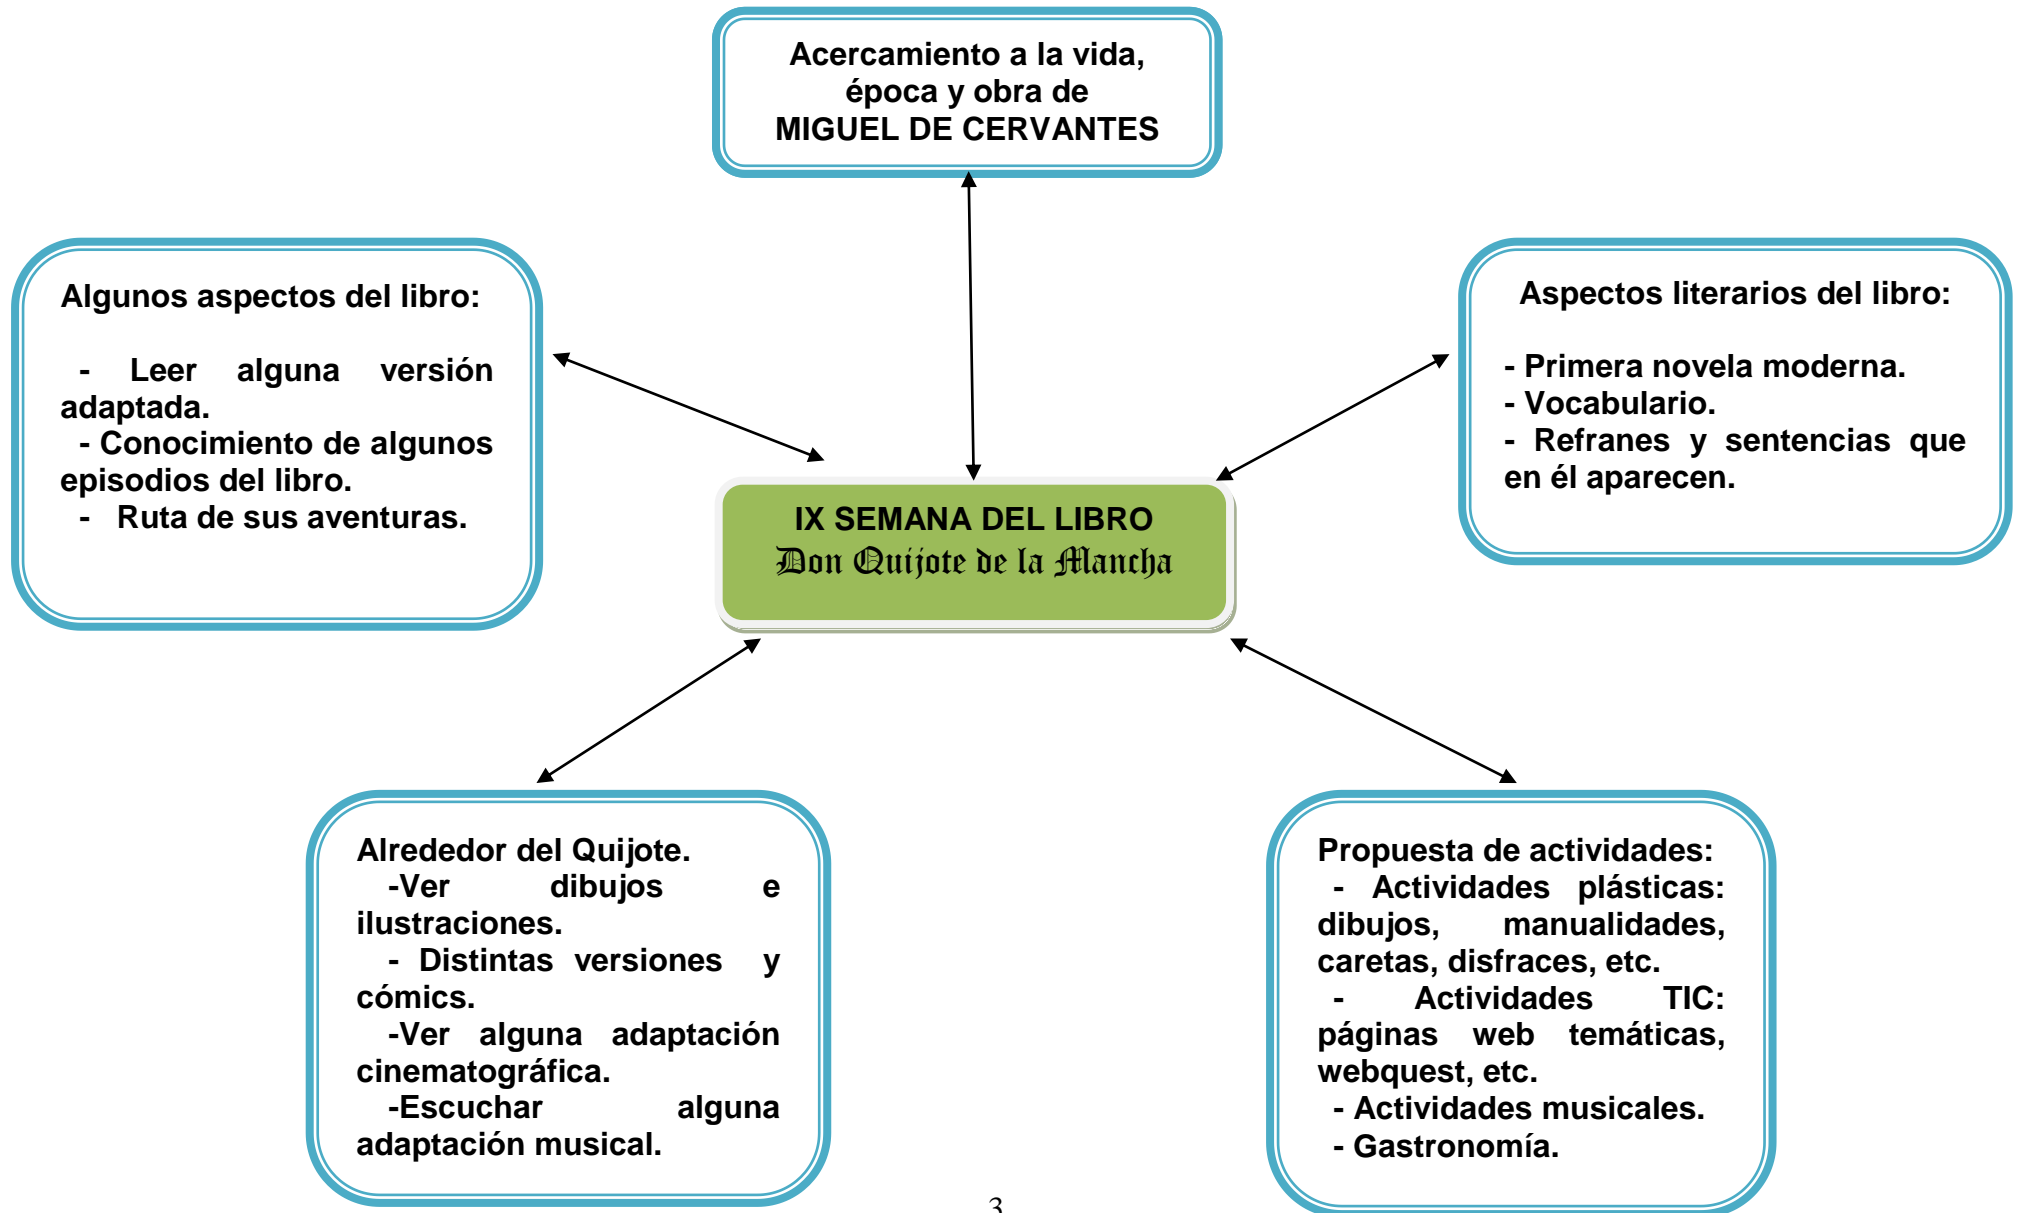 Acercamiento a la vida,
época y obra de
MIGUEL DE CERVANTES
Algunos aspectos del libro:
- Leer alguna versión
adaptada.
- Conocimiento de algunos
episodios del libro.
- Ruta de sus aventuras.
Aspectos literarios del libro:
- Primera novela moderna.
- Vocabulario.
- Refranes y sentencias que
en él aparecen.
IX SEMANA DEL LIBRO
Don Quijote de la Mancha
Alrededor del Quijote.
-Ver dibujos e
ilustraciones.
- Distintas versiones y
cómics.
-Ver alguna adaptación
cinematográfica.
-Escuchar alguna
adaptación musical.
Propuesta de actividades:
- Actividades plásticas:
dibujos, manualidades,
caretas, disfraces, etc.
- Actividades TIC:
páginas web temáticas,
webquest, etc.
- Actividades musicales.
- Gastronomía.
3